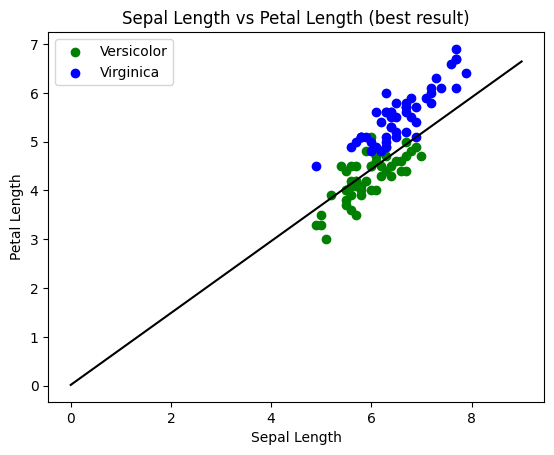 Sepal Length vs Petal Length (best result)
Versicolor
Virginica
7
6
5
4
3
2
1
0
Petal Length
0 2 4 6 8
Sepal Length